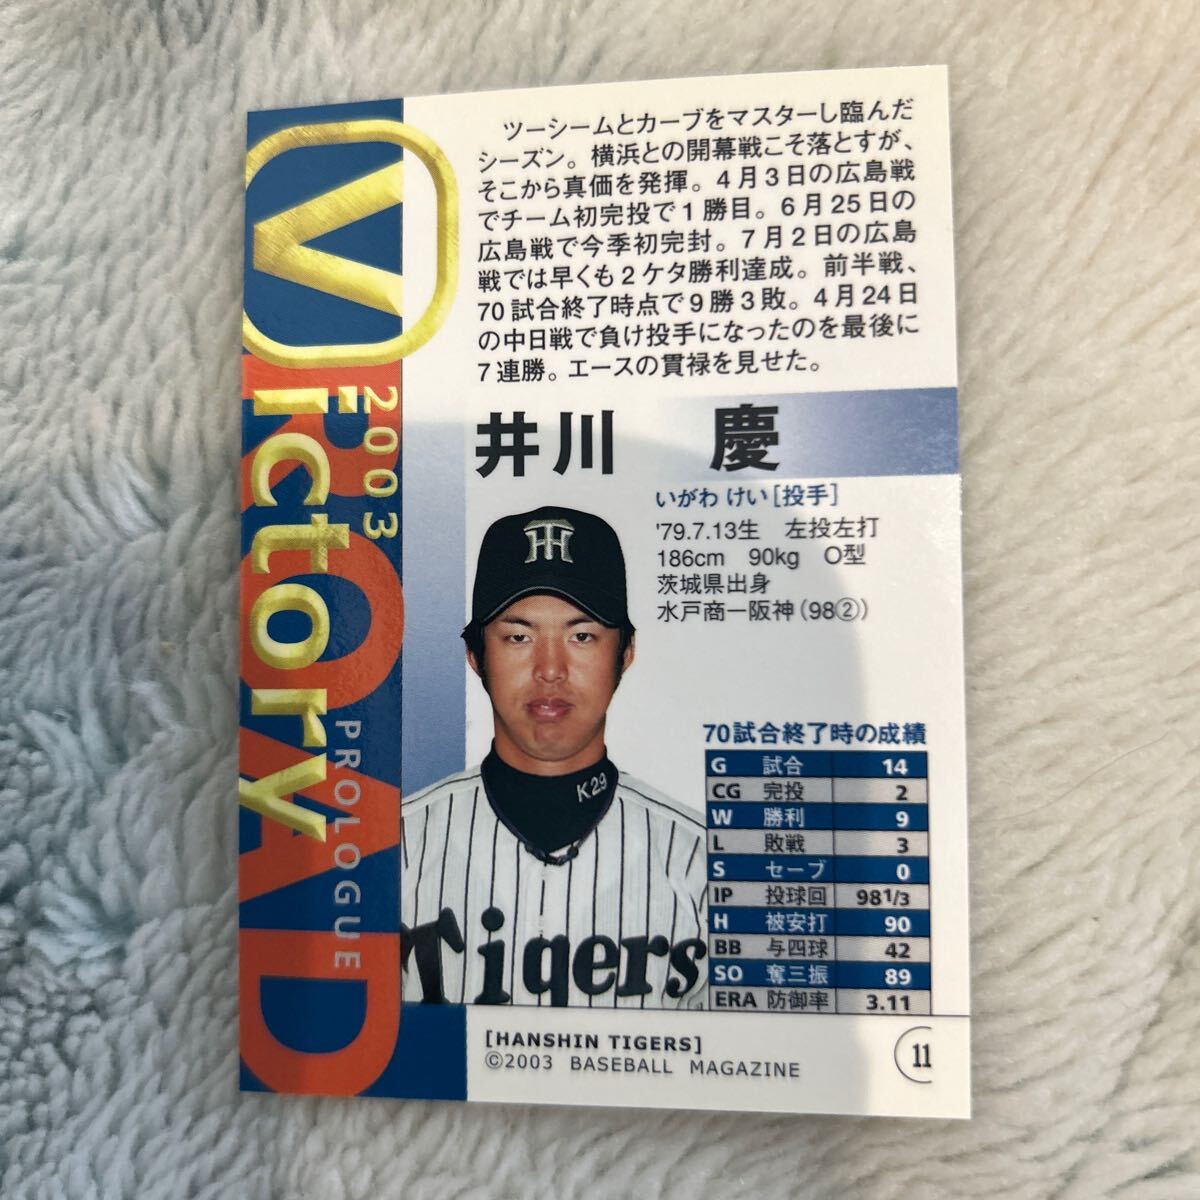 ツーシームとカーブをマスターし臨んだ
シーズン。横浜との開幕戦こそ落とすが、
そこから真価を発揮。4月3日の広島戦
でチーム初完投で1勝目。6月25日の
広島戦で今季初完封。7月2日の広島
戦では早くも2ケタ勝利達成。前半戦、
70試合終了時点で9勝3敗。4月24日
の中日戦で負け投手になったのを最後に
7連勝。エースの貫禄を見せた。
2003
Victory
ROAD
PROLOGUE
井川 慶
いがわ けい[投手]
'79.7.13生 左投左打
186cm 90kg O型
茨城県出身
水戸商ー阪神(98②)
K29
Tigers
70試合終了時の成績
G 試合 14
CG 完投 2
W 勝利 9
L 敗戦 3
S セーブ 0
IP 投球回 98 1/3
H 被安打 90
BB 与四球 42
SO 奪三振 89
ERA 防御率 3.11
[HANSHIN TIGERS]
©2003 BASEBALL MAGAZINE
11